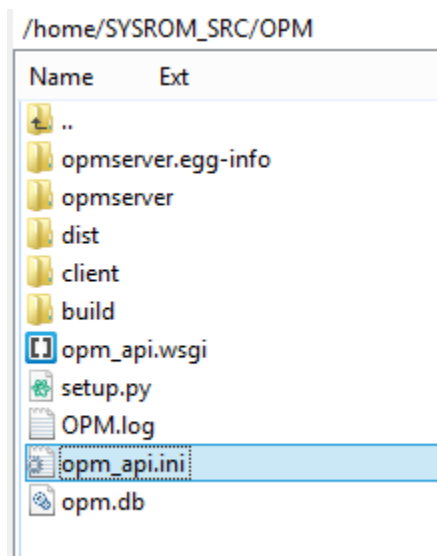 /home/SYSROM_SRC/OPM
Name Ext
..
opmserver.egg-info
opmserver
dist
client
build
opm_api.wsgi
setup.py
OPM.log
opm_api.ini
opm.db